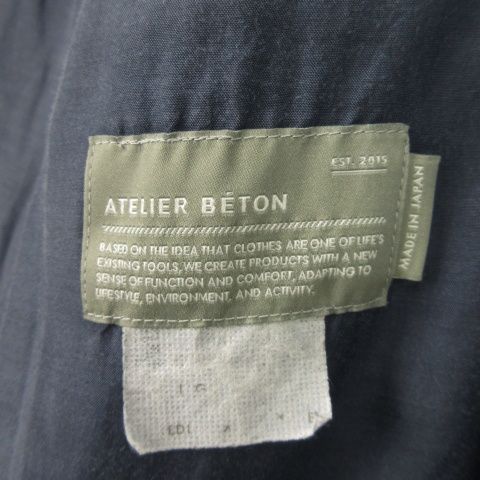 EST. 2015
ATELIER BÉTON
BASED ON THE IDEA THAT CLOTHES ARE ONE OF LIFE'S
EXISTING TOOLS, WE CREATE PRODUCTS WITH A NEW
SENSE OF FUNCTION AND COMFORT, ADAPTING TO
LIFESTYLE, ENVIRONMENT, AND ACTIVITY.
MADE IN JAPAN